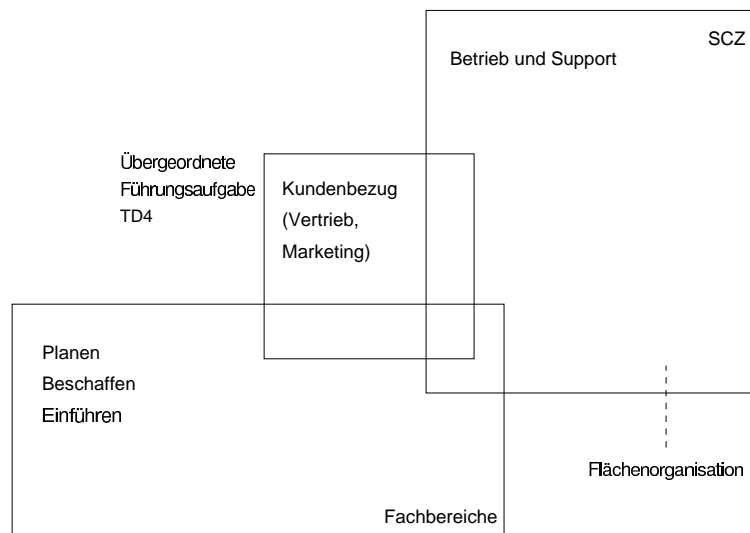 SCZ
Betrieb und Support
Übergeordnete
Führungsaufgabe
TD4
Kundenbezug
(Vertrieb,
Marketing)
Planen
Beschaffen
Einführen
Flächenorganisation
Fachbereiche